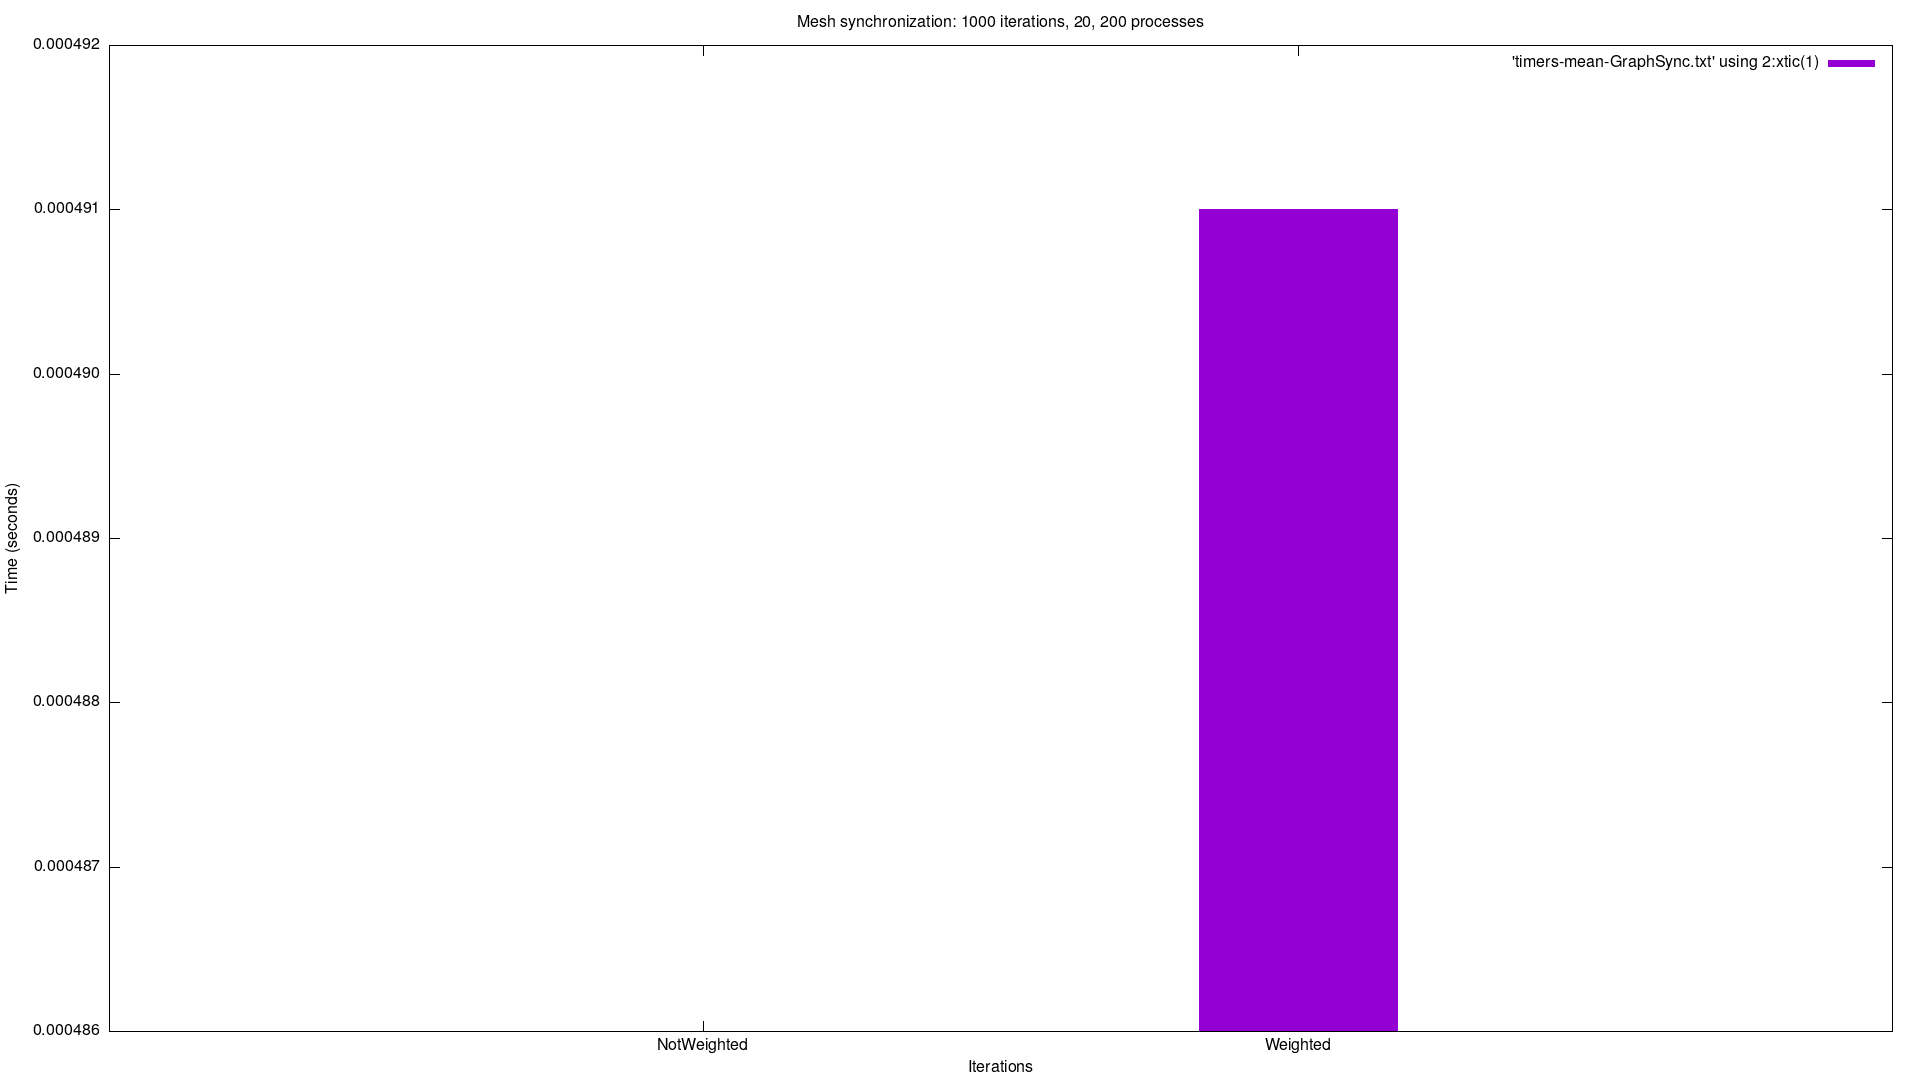 Mesh synchronization: 1000 iterations, 20, 200 processes
'timers-mean-GraphSync.txt' using 2:xtic(1)
0.000492
0.000491
0.000490
0.000489
0.000488
0.000487
0.000486
Time (seconds)
NotWeighted
Weighted
Iterations